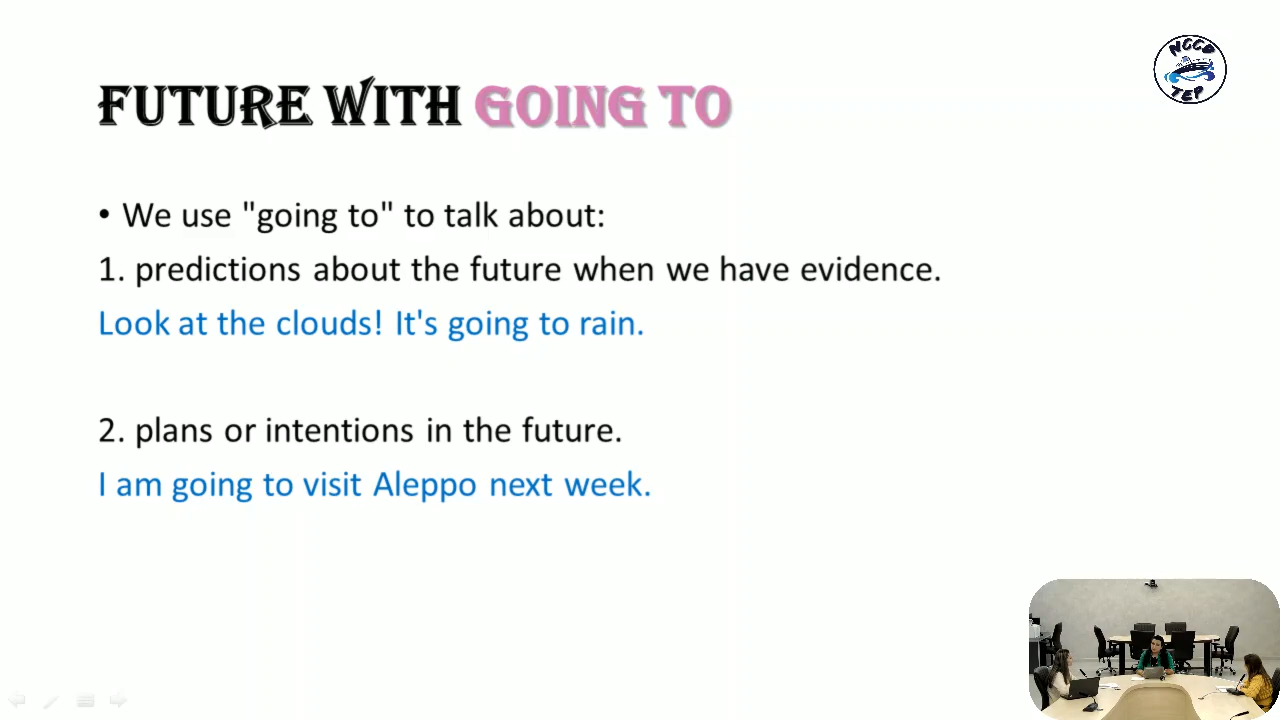 FUTURE WITH GOING TO
NCCD
TEP
• We use "going to" to talk about:
1. predictions about the future when we have evidence.
Look at the clouds! It's going to rain.
2. plans or intentions in the future.
I am going to visit Aleppo next week.